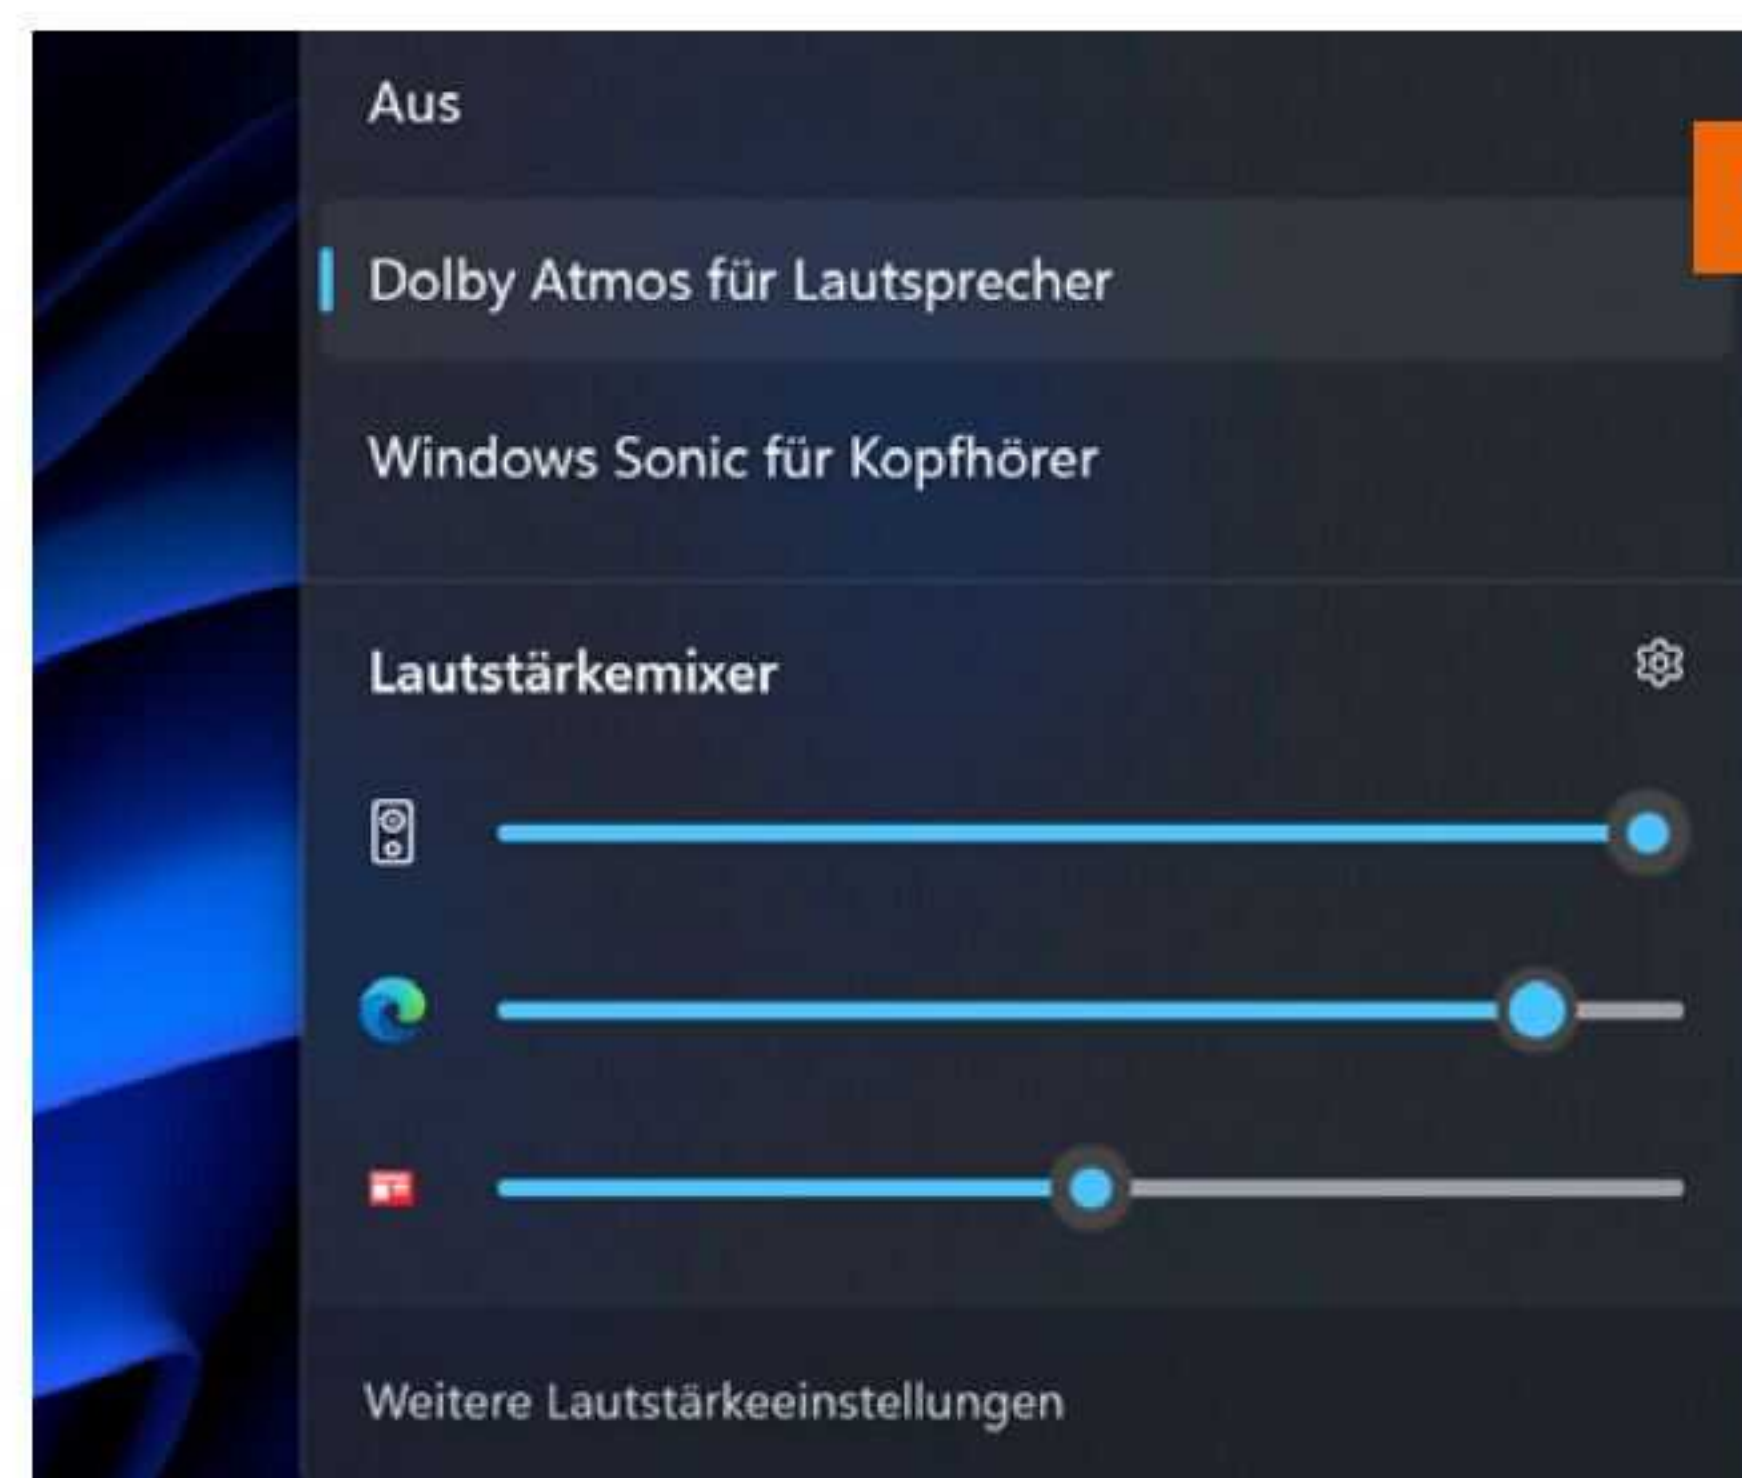 Aus
Dolby Atmos für Lautsprecher
Windows Sonic für Kopfhörer
Lautstärkemixer
Weitere Lautstärkeeinstellungen